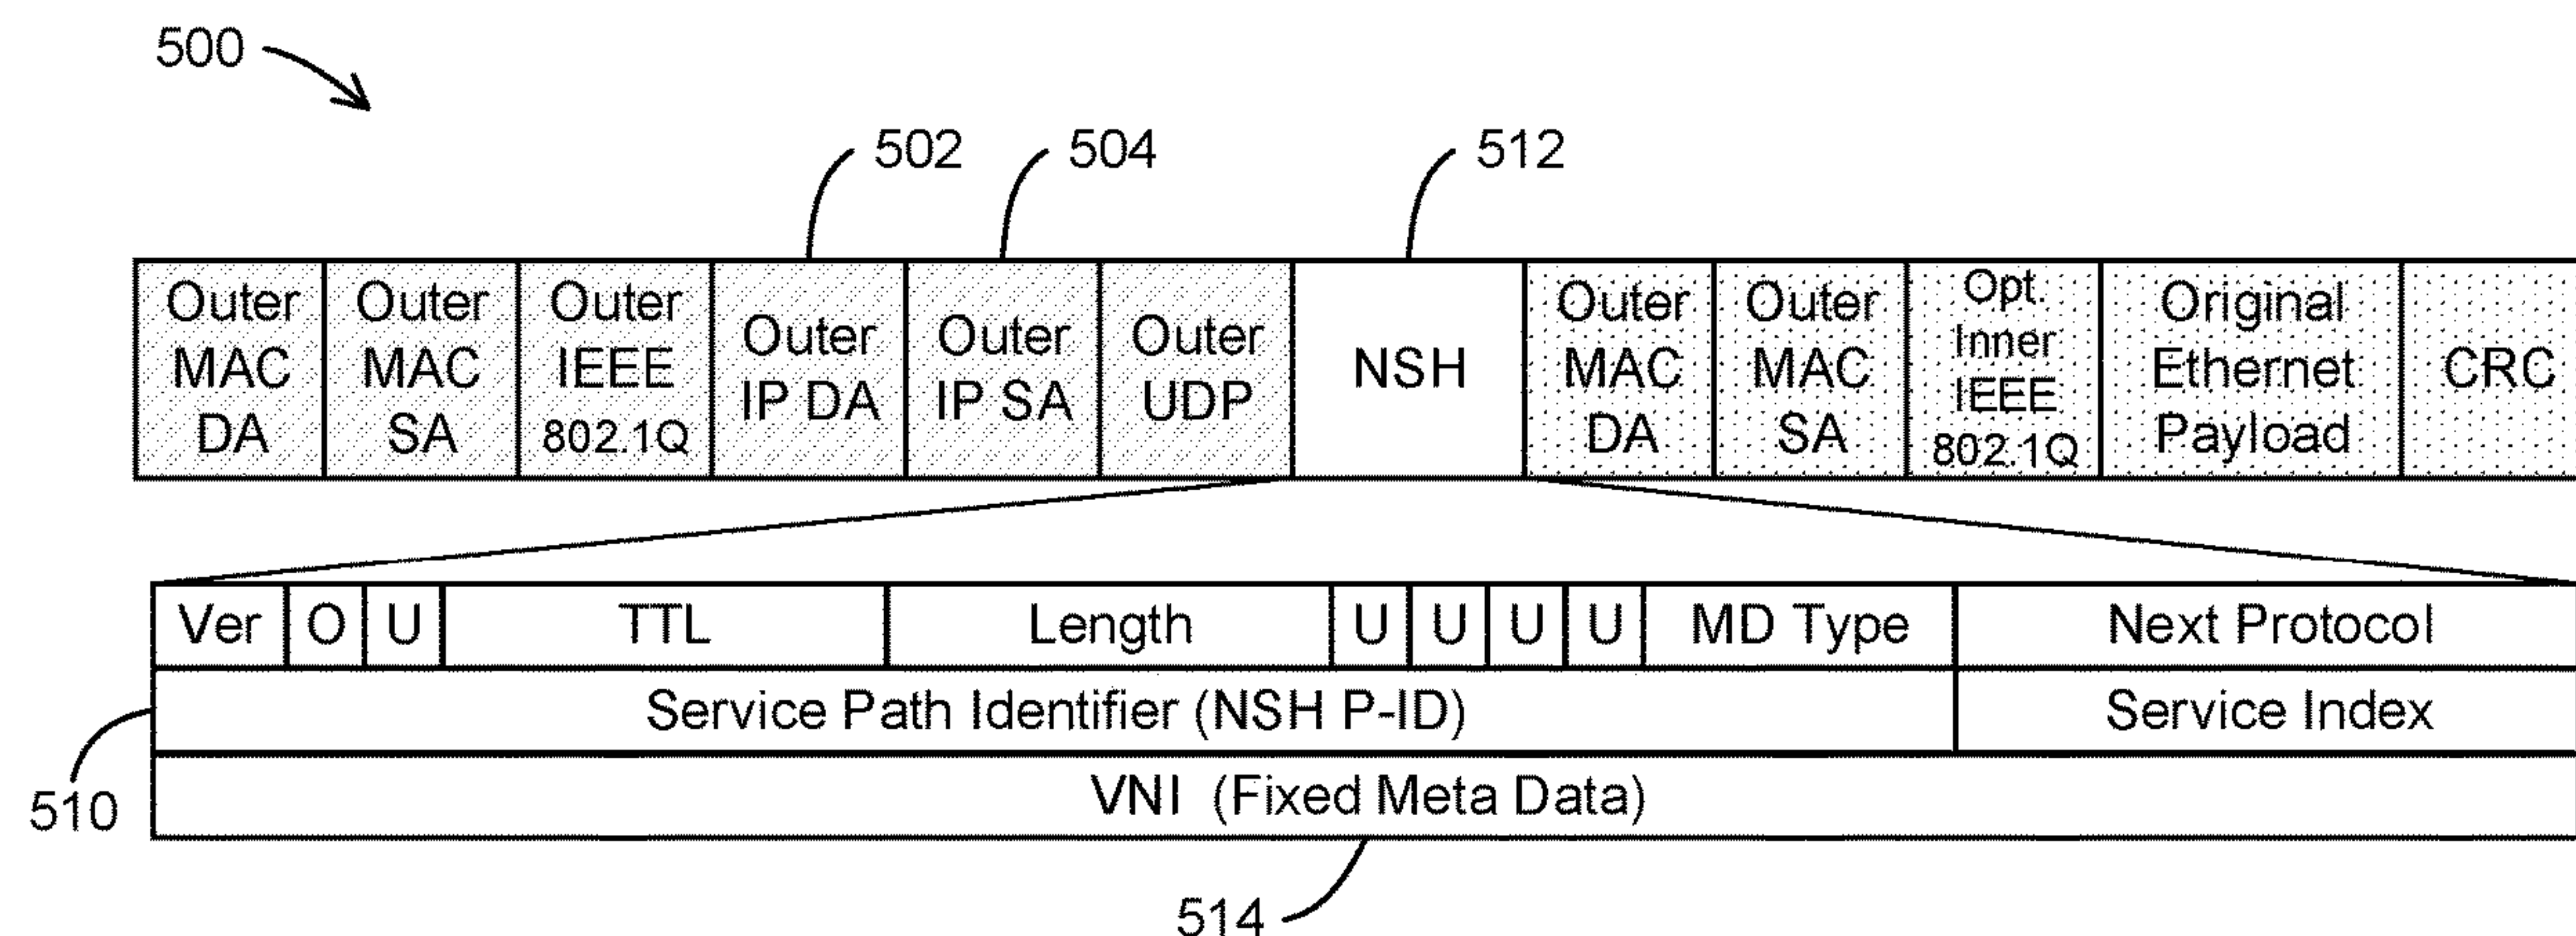 500
502
504
512
Outer MAC DA
Outer MAC SA
Outer IEEE 802.1Q
Outer IP DA
Outer IP SA
Outer UDP
NSH
Outer MAC DA
Outer MAC SA
Opt. Inner IEEE 802.1Q
Original Ethernet Payload
CRC
Ver O U TTL Length U U U U MD Type Next Protocol
510
Service Path Identifier (NSH P-ID) Service Index
VNI (Fixed Meta Data)
514